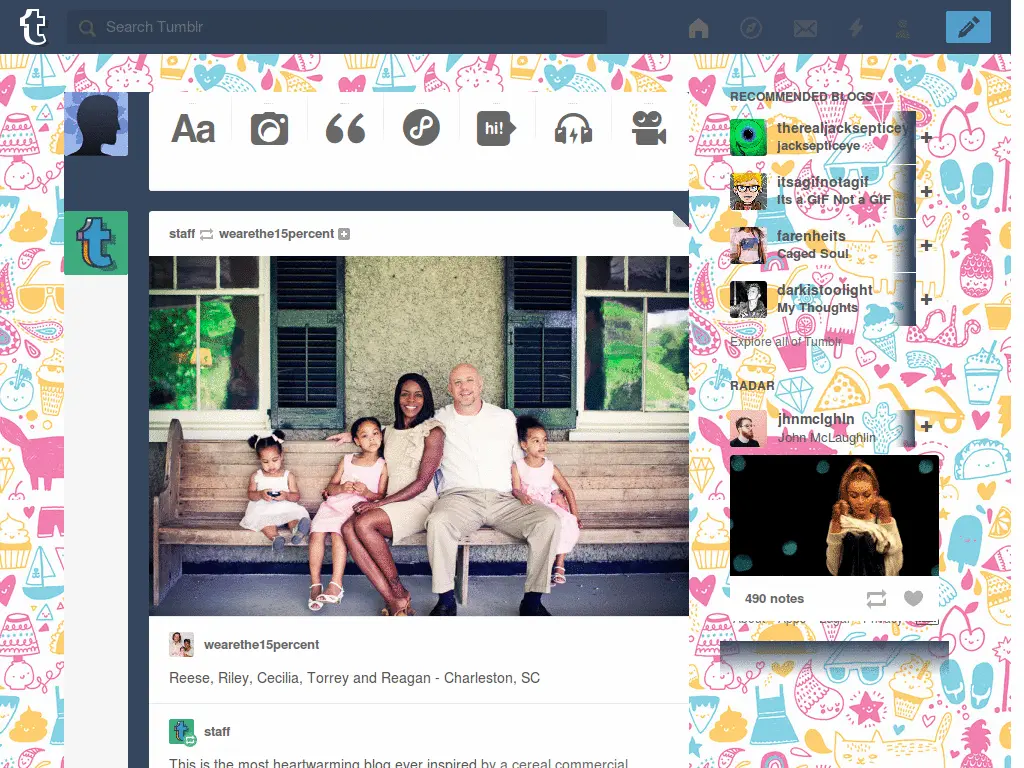 t
Search Tumblr
Aa
hi!
RECOMMENDED BLOGS
therealjacksepticey
jacksepticeye
itsagifnotagif
Its a GIF Not a GIF
farenheits
Caged Soul
darkistoolight
My Thoughts
Explore all of Tumblr
RADAR
jhnmclghln
John McLaughlin
490 notes
staff wearethe15percent
wearethe15percent
Reese, Riley, Cecilia, Torrey and Reagan - Charleston, SC
staff
This is the most heartwarming blog ever inspired by a cereal commercial